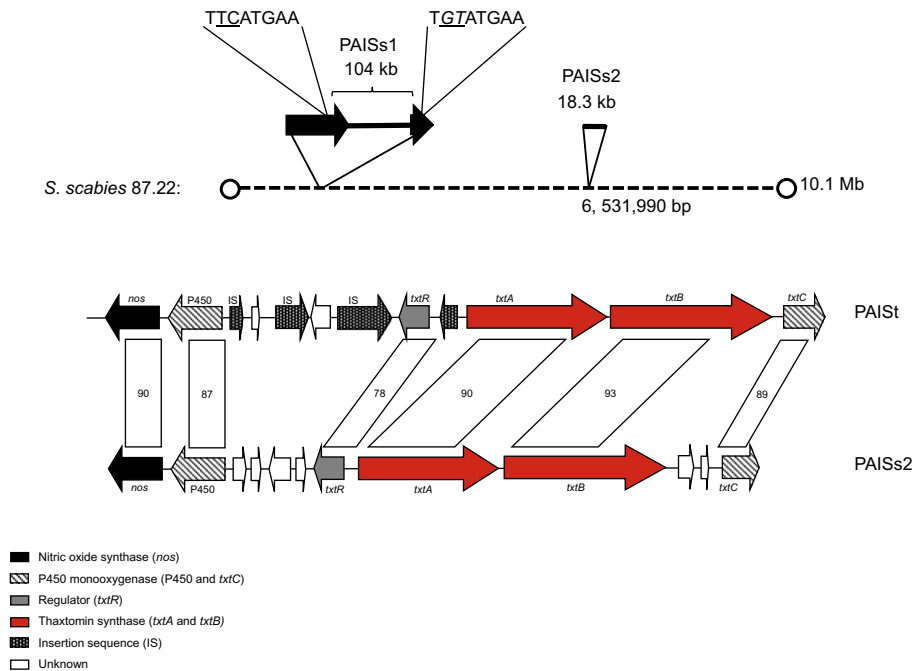 TTCATGAA
TGTATGAA
PAISs1
104 kb
PAISs2
18.3 kb
S. scabies 87.22:
10.1 Mb
6, 531,990 bp
nos
P450
IS
IS
IS
txtR
txtA
txtB
txtC
PAISt
90
87
78
90
93
89
PAISs2
nos
P450
txtR
txtA
txtB
txtC
Nitric oxide synthase (nos)
P450 monooxygenase (P450 and txtC)
Regulator (txtR)
Thaxtomin synthase (txtA and txtB)
Insertion sequence (IS)
Unknown